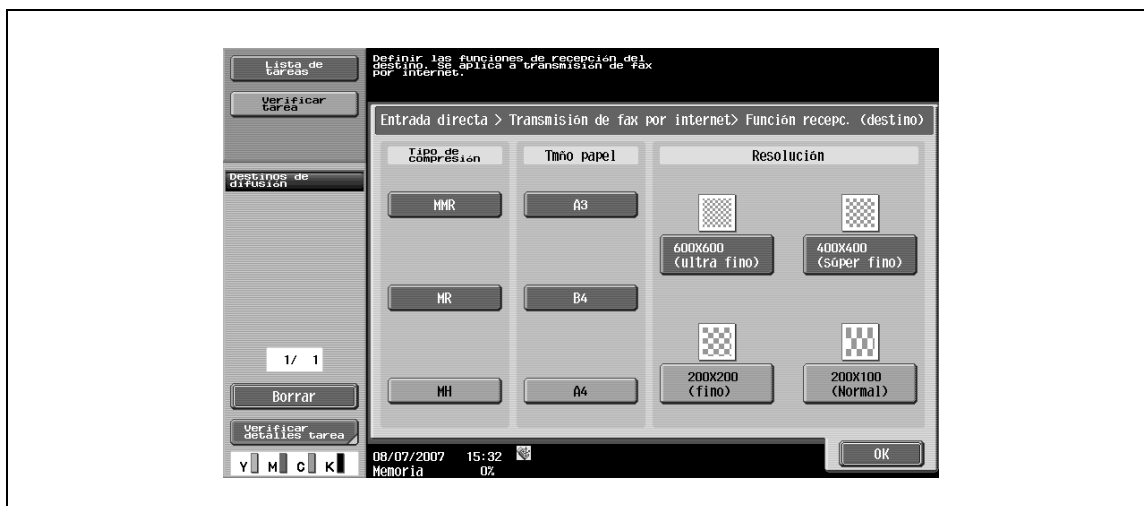 Lista de
tareas
Verificar
tarea
Destinos de
difusión
1/ 1
Borrar
Verificar
detalles tarea
Y M C K
Definir las funciones de recepción del
destino. Se aplica a transmisión de fax
por internet.
Entrada directa > Transmisión de fax por internet> Función recepc. (destino)
Tipo de
compresión
Tmño papel
Resolución
MMR
A3
600X600
(ultra fino)
400X400
(súper fino)
MR
B4
MH
A4
200X200
(fino)
200X100
(Normal)
08/07/2007 15:32
Memoria 0%
OK